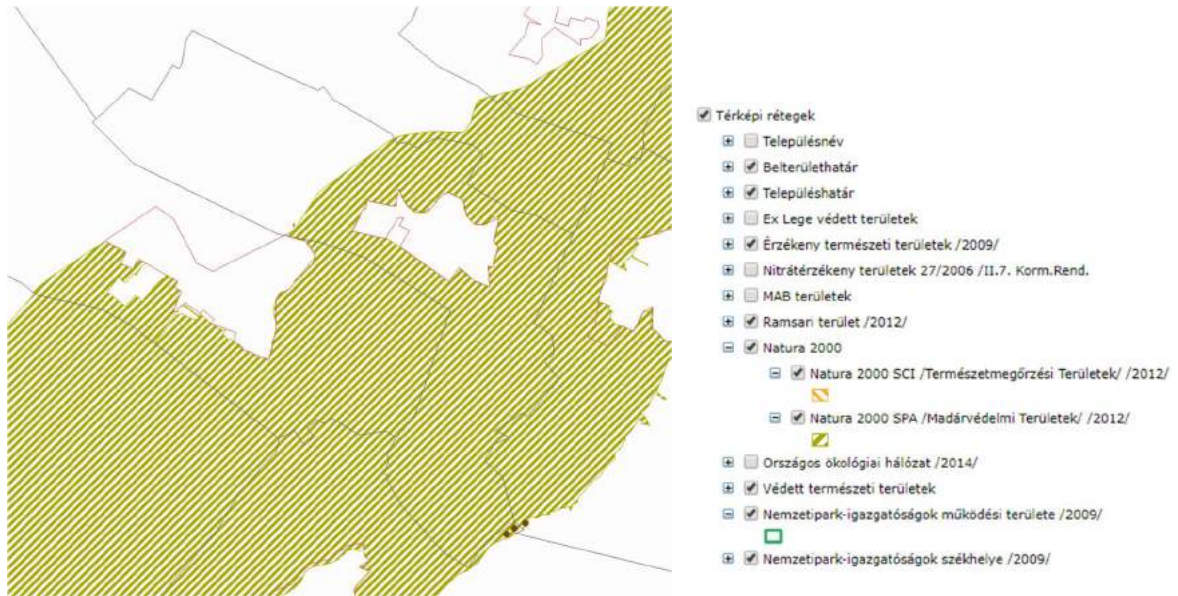 Térképi rétegek
Településnév
Belterülethatár
Településhatár
Ex Lege védett területek
Érzékeny természeti területek /2009/
Nitrátérzékeny területek 27/2006 /II.7. Korm.Rend.
MAB területek
Ramsari terület /2012/
Natura 2000
Natura 2000 SCI /Természetmegőrzési Területek/ /2012/
Natura 2000 SPA /Madárvédelmi Területek/ /2012/
Országos ökológiai hálózat /2014/
Védett természeti területek
Nemzetipark-igazgatóságok működési területe /2009/
Nemzetipark-igazgatóságok székhelye /2009/